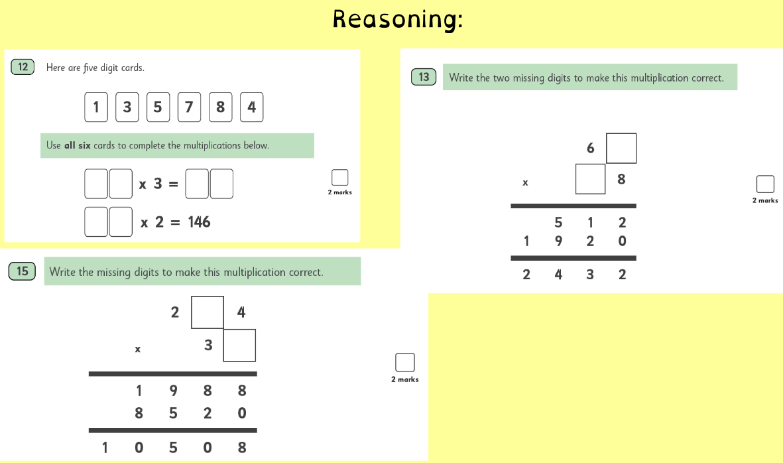 Reasoning:
12 Here are five digit cards.
1 3 5 7 8 4
Use all six cards to complete the multiplications below.
x 3 =
2 marks
x 2 = 146
13 Write the two missing digits to make this multiplication correct.
6
x 8
2 marks
5 1 2
1 9 2 0
2 4 3 2
15 Write the missing digits to make this multiplication correct.
2 4
x 3
2 marks
1 9 8 8
8 5 2 0
1 0 5 0 8